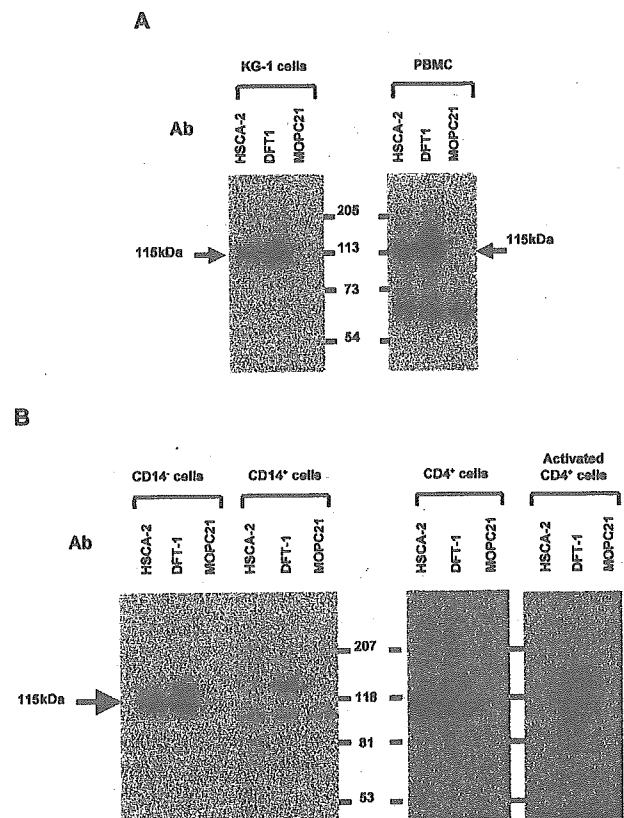 A
KG-1 cells
PBMC
Ab
HSCA-2
DFT1
MOPC21
HSCA-2
DFT1
MOPC21
205
115kDa
113
115kDa
73
54
B
CD14- cells
CD14+ cells
CD4+ cells
Activated
CD4+ cells
Ab
HSCA-2
DFT-1
MOPC21
HSCA-2
DFT-1
MOPC21
HSCA-2
DFT-1
MOPC21
HSCA-2
DFT-1
MOPC21
207
115kDa
118
81
53